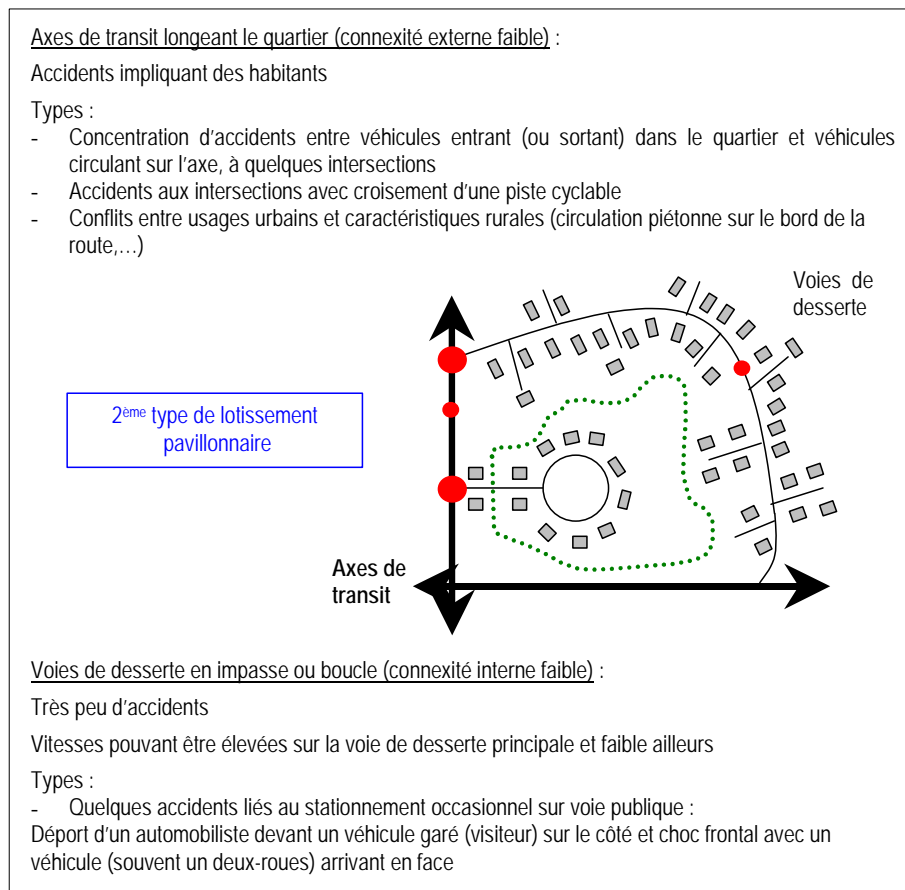 Axes de transit longeant le quartier (connexité externe faible) :
Accidents impliquant des habitants
Types :
- Concentration d'accidents entre véhicules entrant (ou sortant) dans le quartier et véhicules
circulant sur l'axe, à quelques intersections
- Accidents aux intersections avec croisement d'une piste cyclable
- Conflits entre usages urbains et caractéristiques rurales (circulation piétonne sur le bord de la
route,…)
Voies de
desserte
2ème type de lotissement
pavillonnaire
Axes de
transit
Voies de desserte en impasse ou boucle (connexité interne faible) :
Très peu d'accidents
Vitesses pouvant être élevées sur la voie de desserte principale et faible ailleurs
Types :
- Quelques accidents liés au stationnement occasionnel sur voie publique :
Déport d'un automobiliste devant un véhicule garé (visiteur) sur le côté et choc frontal avec un
véhicule (souvent un deux-roues) arrivant en face